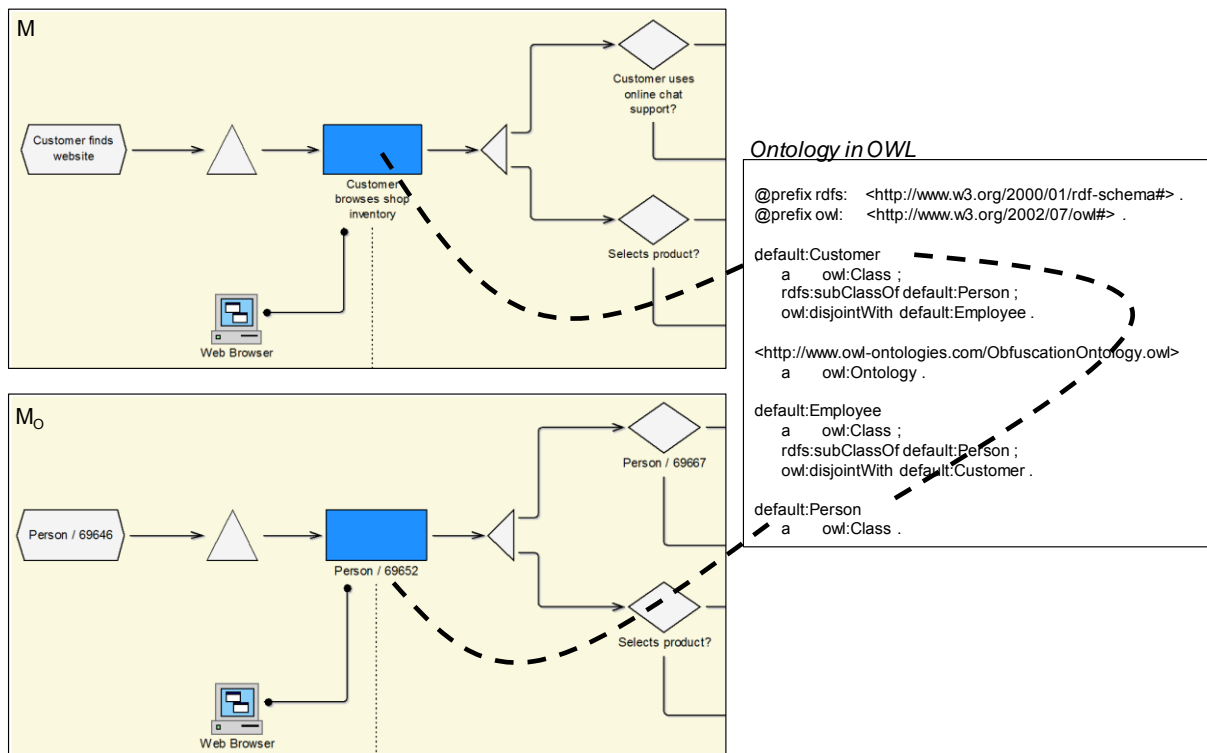 M
Customer uses
online chat
support?
Customer finds
website
Customer
browses shop
inventory
Selects product?
Web Browser
Ontology in OWL
@prefix rdfs: <http://www.w3.org/2000/01/rdf-schema#> .
@prefix owl: <http://www.w3.org/2002/07/owl#> .
default:Customer
a owl:Class ;
rdfs:subClassOf default:Person ;
owl:disjointWith default:Employee .
<http://www.owl-ontologies.com/ObfuscationOntology.owl>
a owl:Ontology .
default:Employee
a owl:Class ;
rdfs:subClassOf default:Person ;
owl:disjointWith default:Customer .
default:Person
a owl:Class .
MO
Person / 69667
Person / 69646
Person / 69652
Selects product?
Web Browser